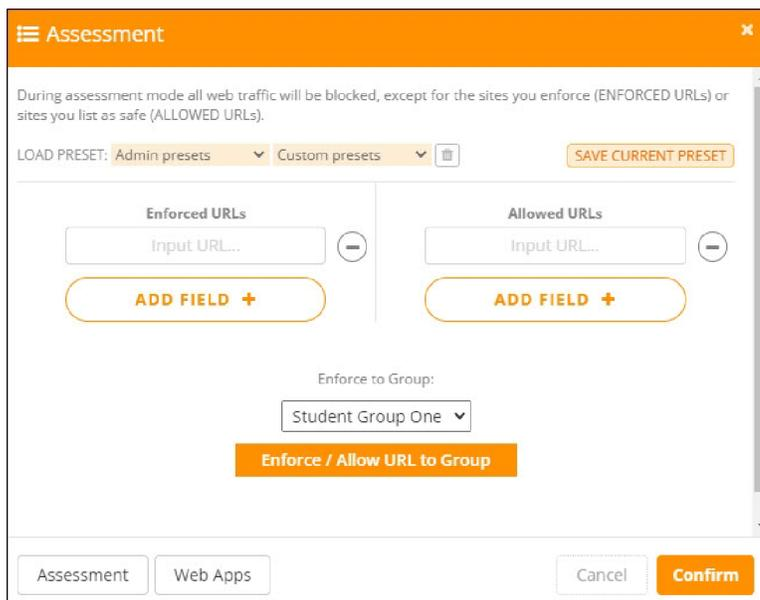 Assessment
During assessment mode all web traffic will be blocked, except for the sites you enforce (ENFORCED URLs) or
sites you list as safe (ALLOWED URLs).
LOAD PRESET: Admin presets Custom presets SAVE CURRENT PRESET
Enforced URLs Allowed URLs
Input URL... Input URL...
ADD FIELD + ADD FIELD +
Enforce to Group:
Student Group One
Enforce / Allow URL to Group
Assessment Web Apps Cancel Confirm